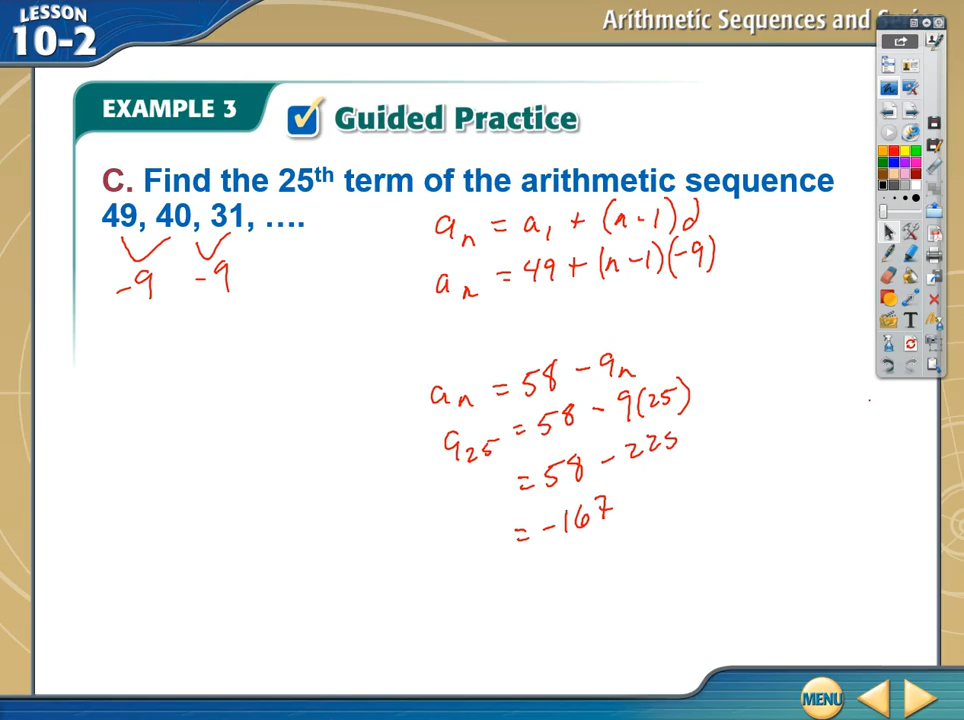 LESSON
10-2
Arithmetic Sequences and
EXAMPLE 3
Guided Practice
C. Find the 25th term of the arithmetic sequence
49, 40, 31, ….
-9 -9
aₙ = a₁ + (n-1)d
aₙ = 49 + (n-1)(-9)
aₙ = 58 - 9n
a₂₅ = 58 - 9(25)
= 58 - 225
= -167
T
MENU